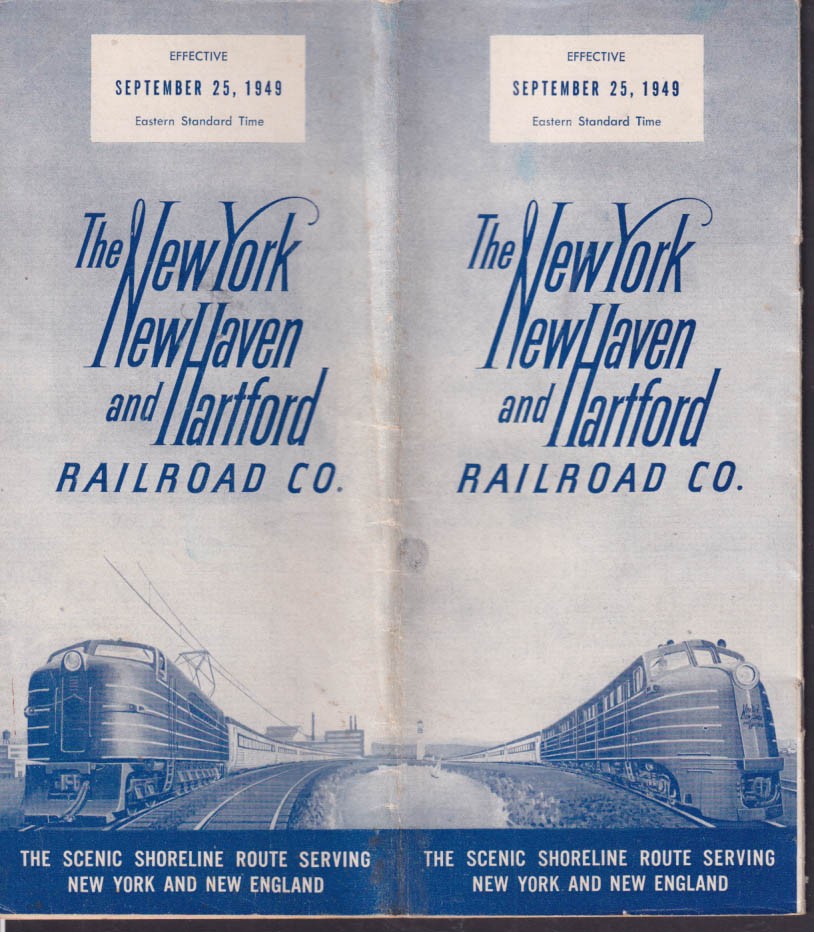 EFFECTIVE
SEPTEMBER 25, 1949
Eastern Standard Time
The New York
New Haven
and Hartford
RAILROAD CO.
THE SCENIC SHORELINE ROUTE SERVING
NEW YORK AND NEW ENGLAND
EFFECTIVE
SEPTEMBER 25, 1949
Eastern Standard Time
The New York
New Haven
and Hartford
RAILROAD CO.
THE SCENIC SHORELINE ROUTE SERVING
NEW YORK AND NEW ENGLAND